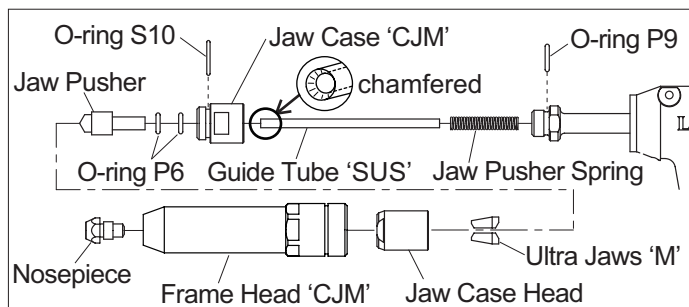 O-ring S10
Jaw Case ‘CJM’
O-ring P9
Jaw Pusher
chamfered
O-ring P6
Guide Tube ‘SUS’
Jaw Pusher Spring
Nosepiece
Frame Head ‘CJM’
Jaw Case Head
Ultra Jaws ‘M’